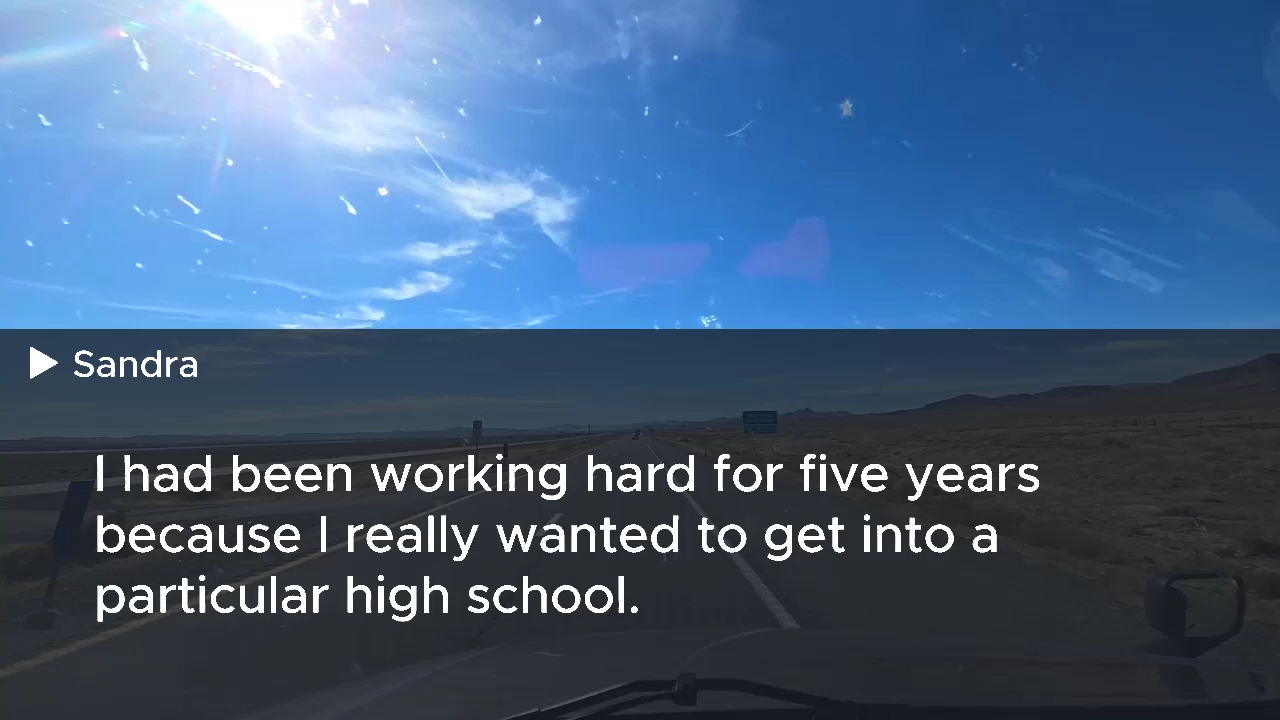 Sandra
I had been working hard for five years
because I really wanted to get into a
particular high school.